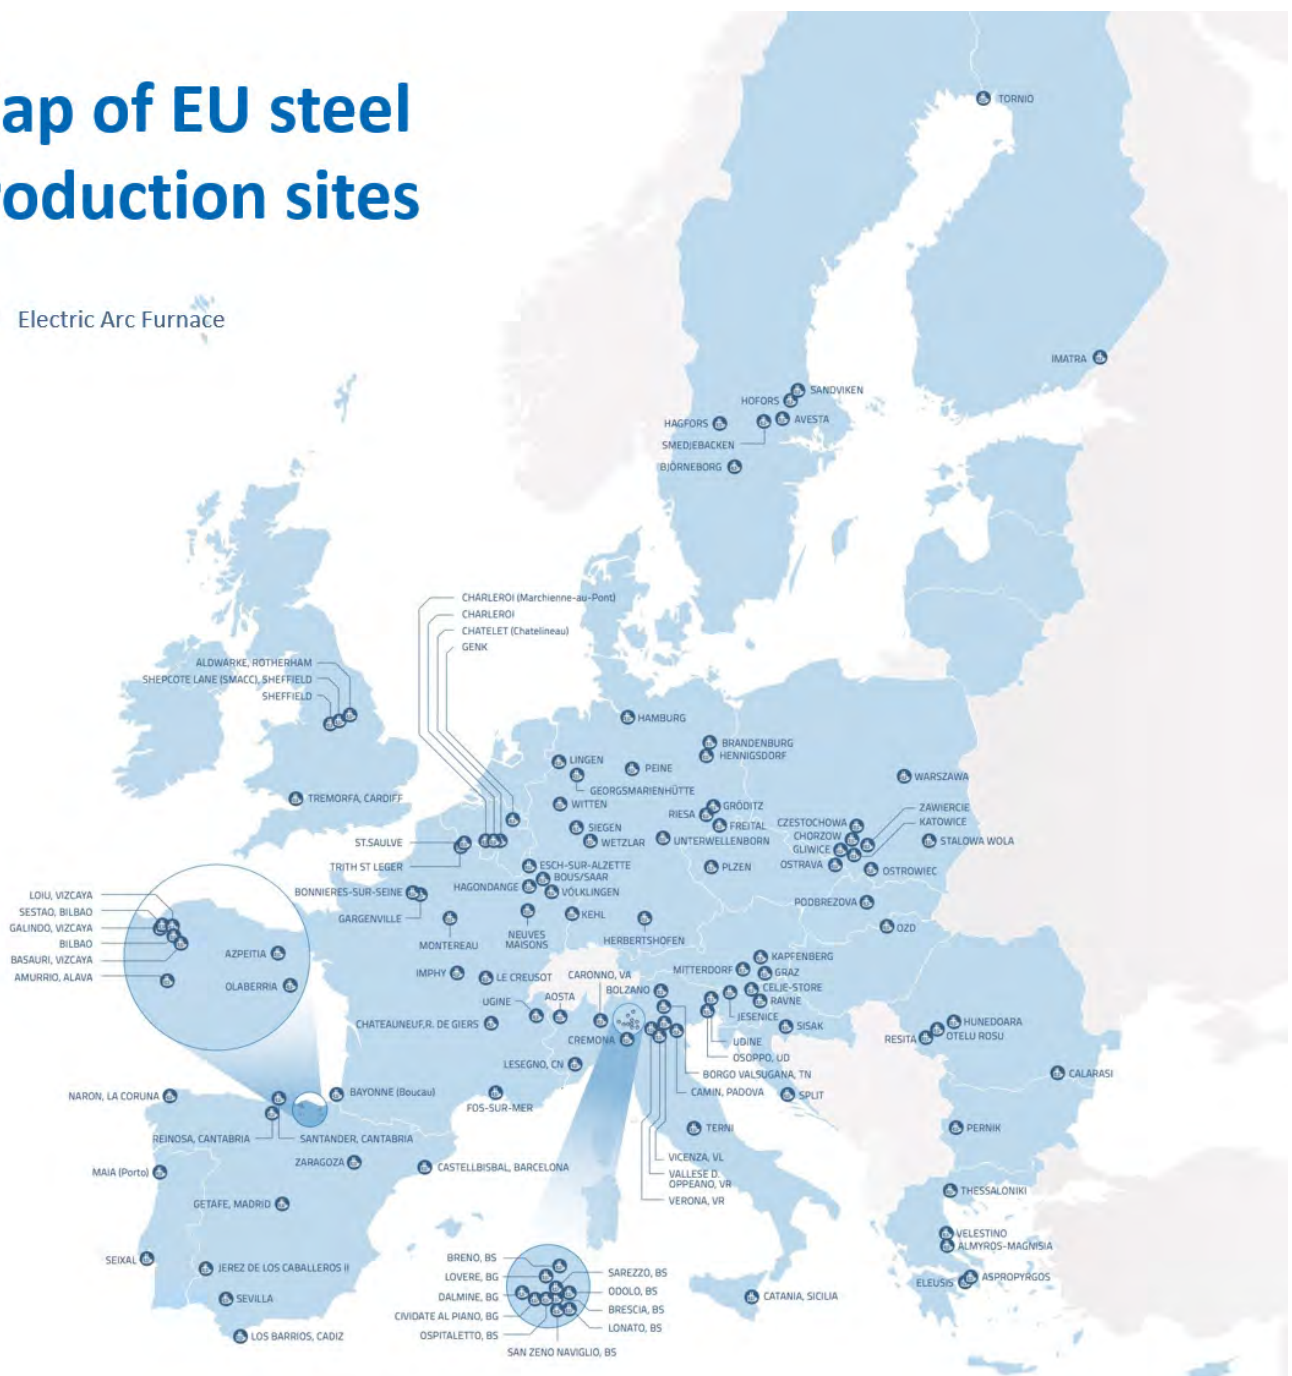 ap of EU steel
roduction sites
Electric Arc Furnace
TORNIO
IMATRA
SANDVIKEN
HOFORS
AVESTA
HAGFORS
SMEDJEBACKEN
BJÖRNEBORG
CHARLEROI (Marchienne-au-Pont)
CHARLEROI
CHATELET (Chatelineau)
GENK
ALDWARKE, ROTHERHAM
SHEPCOTE LANE (SMACC), SHEFFIELD
SHEFFIELD
TREMORFA, CARDIFF
HAMBURG
BRANDENBURG
HENNIGSDORF
LINGEN
PEINE
GEORGSMARIENHÜTTE
WARSZAWA
WITTEN
GRÖDITZ
RIESA
FREITAL
ZAWIERCIE
KATOWICE
CZESTOCHOWA
CHORZOW
GLIWICE
OSTRAVA
STALOWA WOLA
OSTROWIEC
SIEGEN
WETZLAR
UNTERWELLENBORN
ST.SAULVE
TRITH ST LEGER
ESCH-SUR-ALZETTE
BOUS/SAAR
HAGONDANGE
VÖLKLINGEN
PLZEN
BONNIERES-SUR-SEINE
GARGENVILLE
MONTEREAU
NEUVES
MAISONS
KEHL
HERBERTSHOFEN
PODBREZOVA
OZD
LOIU, VIZCAYA
SESTAO, BILBAO
GALINDO, VIZCAYA
BILBAO
BASAURI, VIZCAYA
AMURRIO, ALAVA
AZPEITIA
OLABERRIA
IMPHY
LE CREUSOT
CARONNO, VA
BOLZANO
MITTERDORF
KAPFENBERG
GRAZ
CELJE-STORE
RAVNE
JESENICE
UGINE
AOSTA
CHATEAUNEUF,R. DE GIERS
CREMONA
UDINE
OSOPPO, UD
BORGO VALSUGANA, TN
CAMIN, PADOVA
SISAK
SPLIT
HUNEDOARA
OTELU ROSU
RESITA
CALARASI
LESEGNO, CN
NARON, LA CORUNA
BAYONNE (Boucau)
FOS-SUR-MER
REINOSA, CANTABRIA
SANTANDER, CANTABRIA
TERNI
PERNIK
VICENZA, VL
VALLESE D.
OPPEANO, VR
VERONA, VR
MAIA (Porto)
ZARAGOZA
CASTELLBISBAL, BARCELONA
GETAFE, MADRID
THESSALONIKI
VELESTINO
ALMYROS-MAGNISIA
ELEUSIS
ASPROPYRGOS
SEIXAL
JEREZ DE LOS CABALLEROS II
SEVILLA
LOS BARRIOS, CADIZ
BRENO, BS
LOVERE, BG
DALMINE, BG
CIVIDATE AL PIANO, BG
OSPITALETTO, BS
SAN ZENO NAVIGLIO, BS
SAREZZO, BS
ODOLO, BS
BRESCIA, BS
LONATO, BS
CATANIA, SICILIA